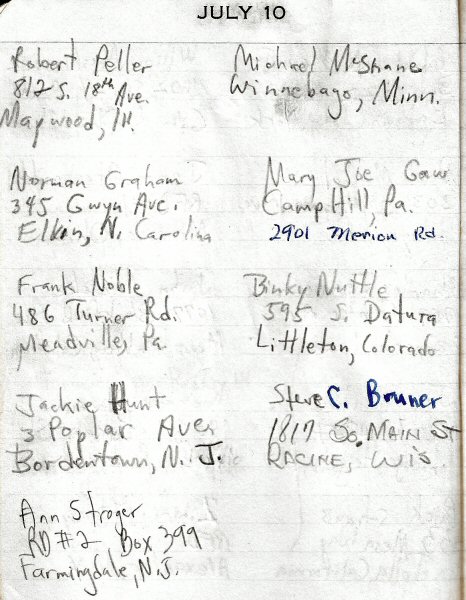 JULY 10
Robert Peller
812 S. 18th Ave.
Maywood, Ill.
Norman Graham
345 Gwyn Ave.
Elkin, N. Carolina
Frank Noble
486 Turner Rd.
Meadville, Pa.
Jackie Hunt
3 Poplar Ave.
Bordentown, N. J.
Ann Stroger
RD #2 Box 399
Farmingdale, N.J.
Michael McShane
Winnebago, Minn.
Mary Joe Gaw
Camp Hill, Pa.
2901 Merion Rd.
Binky Nuttle
595 S. Datura
Littleton, Colorado
Steve C. Bruner
1817 So. MAIN ST
RACINE, WIS